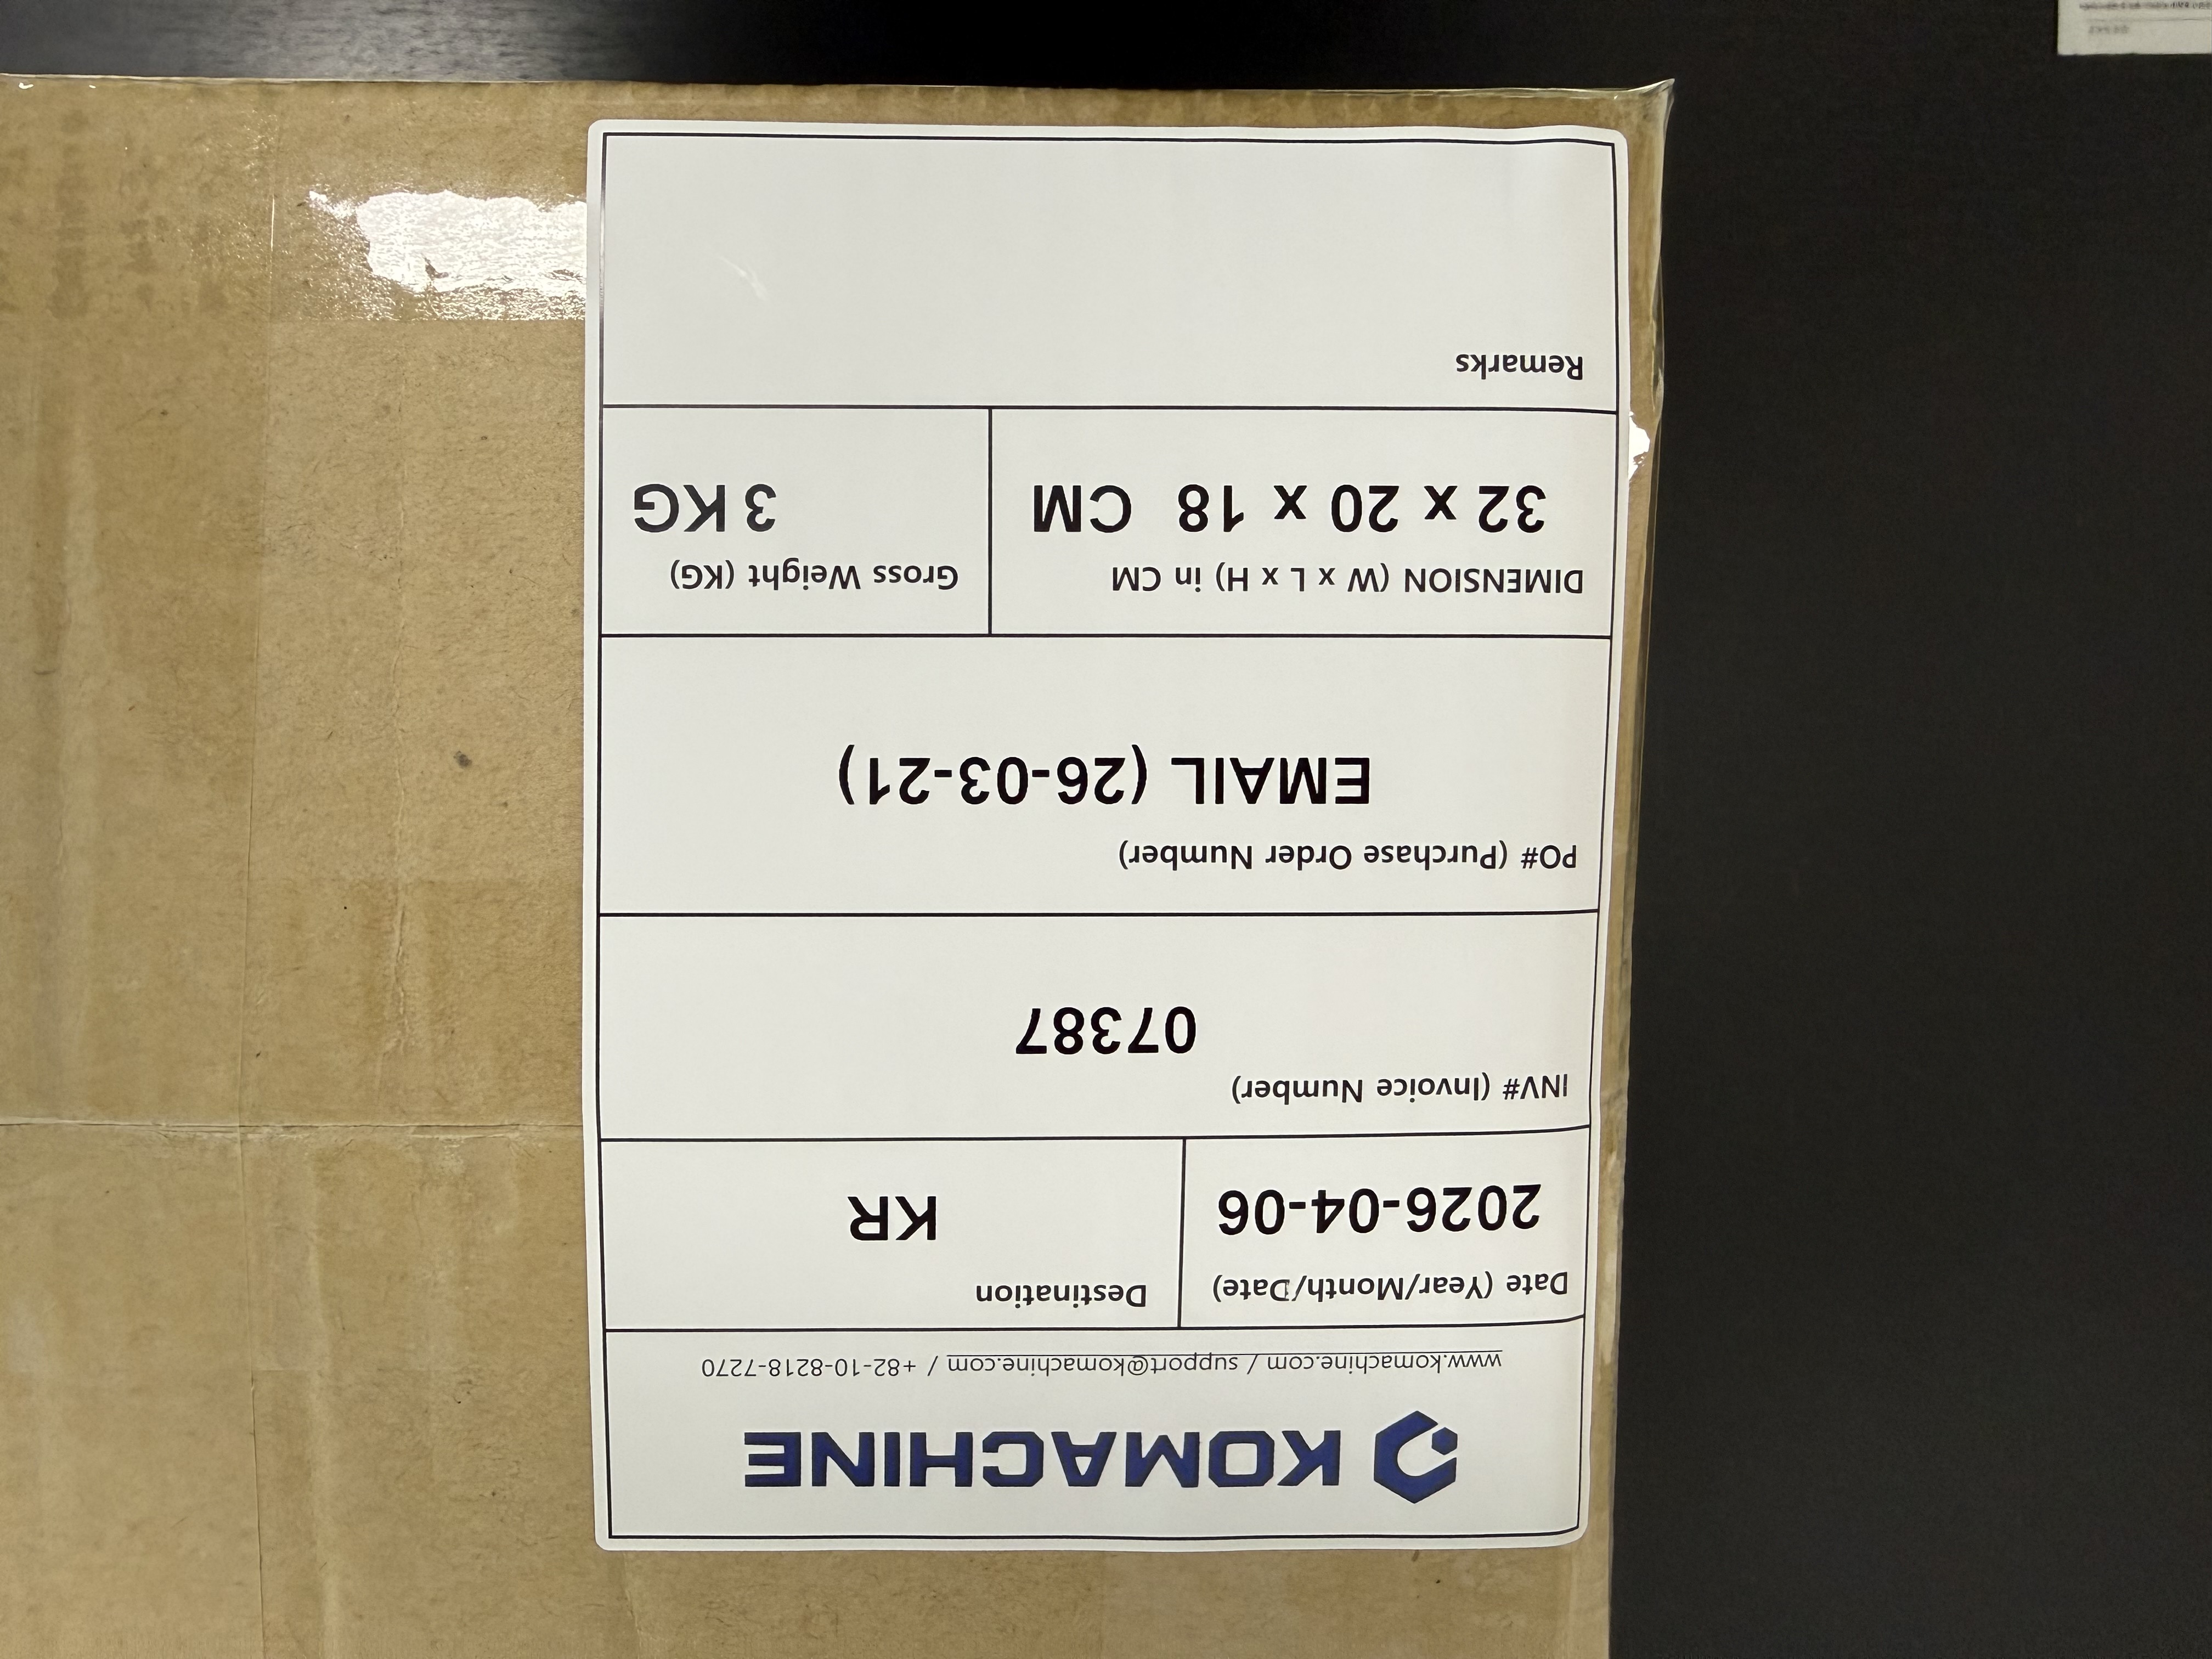 KOMACHINE
www.komachine.com / support@komachine.com / +82-10-8218-7270
Date (Year/Month/Date)
2026-04-06
Destination
KR
INV# (Invoice Number)
07387
PO# (Purchase Order Number)
EMAIL (26-03-21)
DIMENSION (W x L x H) in CM
32 x 20 x 18 CM
Gross Weight (KG)
3 KG
Remarks